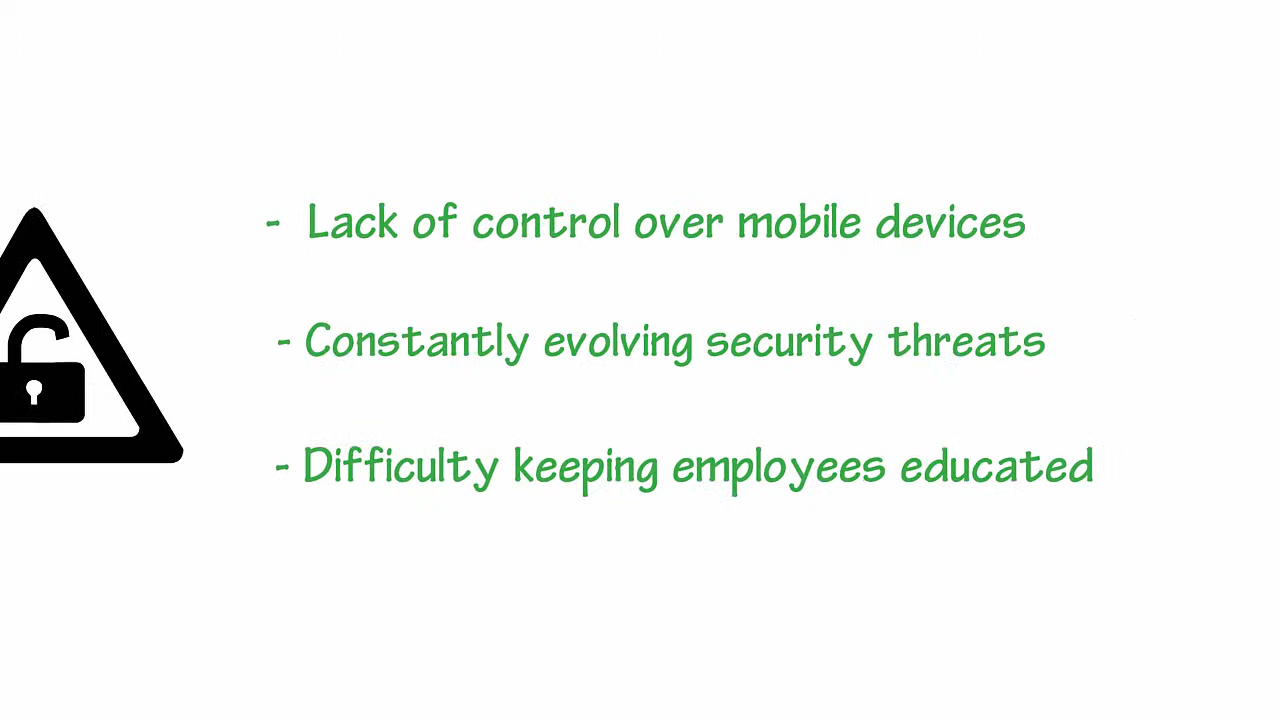 - Lack of control over mobile devices
- Constantly evolving security threats
- Difficulty keeping employees educated